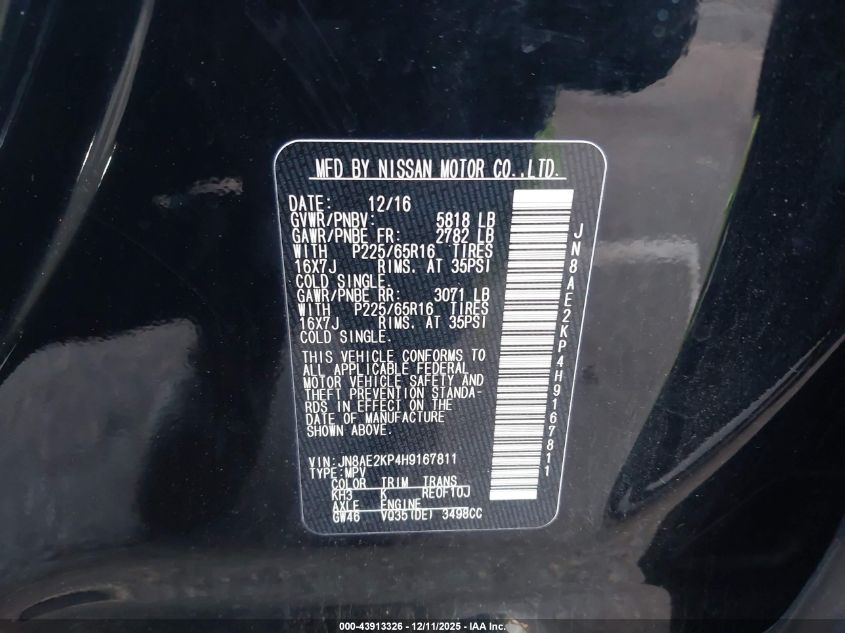 MFD BY NISSAN MOTOR CO.,LTD.
DATE: 12/16
GVWR/PNBV: 5818 LB
GAWR/PNBE FR: 2782 LB
WITH P225/65R16 TIRES
16X7J RIMS. AT 35PSI
COLD SINGLE.
GAWR/PNBE RR: 3071 LB
WITH P225/65R16 TIRES
16X7J RIMS. AT 35PSI
COLD SINGLE.
THIS VEHICLE CONFORMS TO
ALL APPLICABLE FEDERAL
MOTOR VEHICLE SAFETY AND
THEFT PREVENTION STANDA-
RDS IN EFFECT ON THE
DATE OF MANUFACTURE
SHOWN ABOVE.
VIN: JN8AE2KP4H9167811
TYPE: MPV
COLOR TRIM TRANS
KH3 K RE0F10J
AXLE ENGINE
GW46 VQ35(DE) 3498CC
JN8AE2KP4H9167811
000-43913326 - 12/11/2025 - IAA Inc.